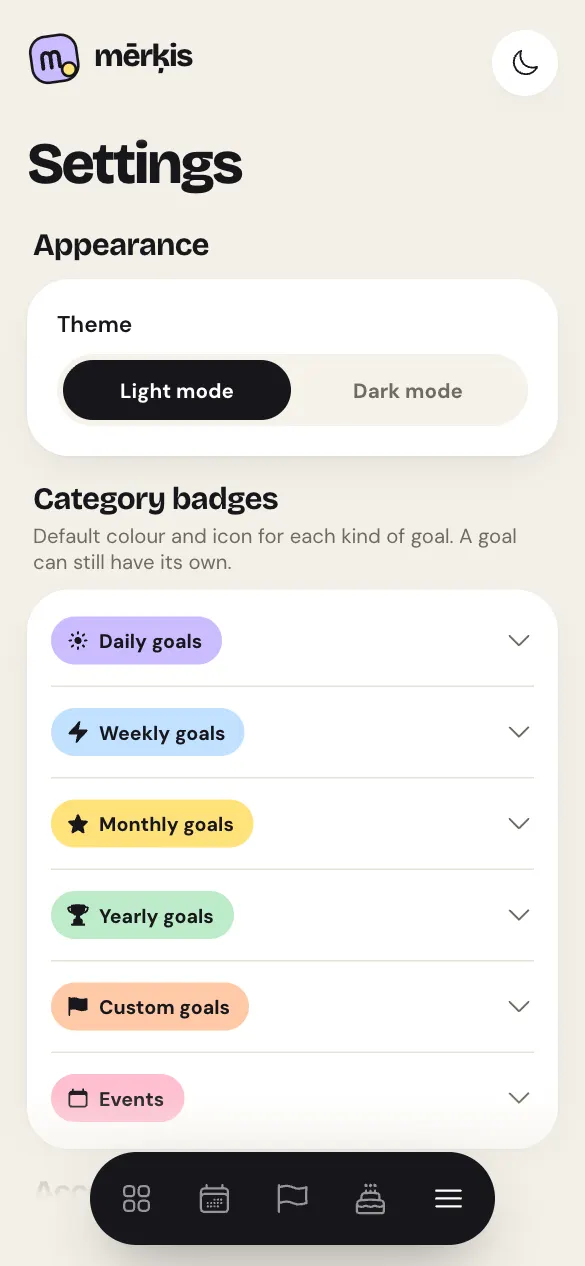 mērķis
Settings
Appearance
Theme
Light mode
Dark mode
Category badges
Default colour and icon for each kind of goal. A goal
can still have its own.
Daily goals
Weekly goals
Monthly goals
Yearly goals
Custom goals
Events